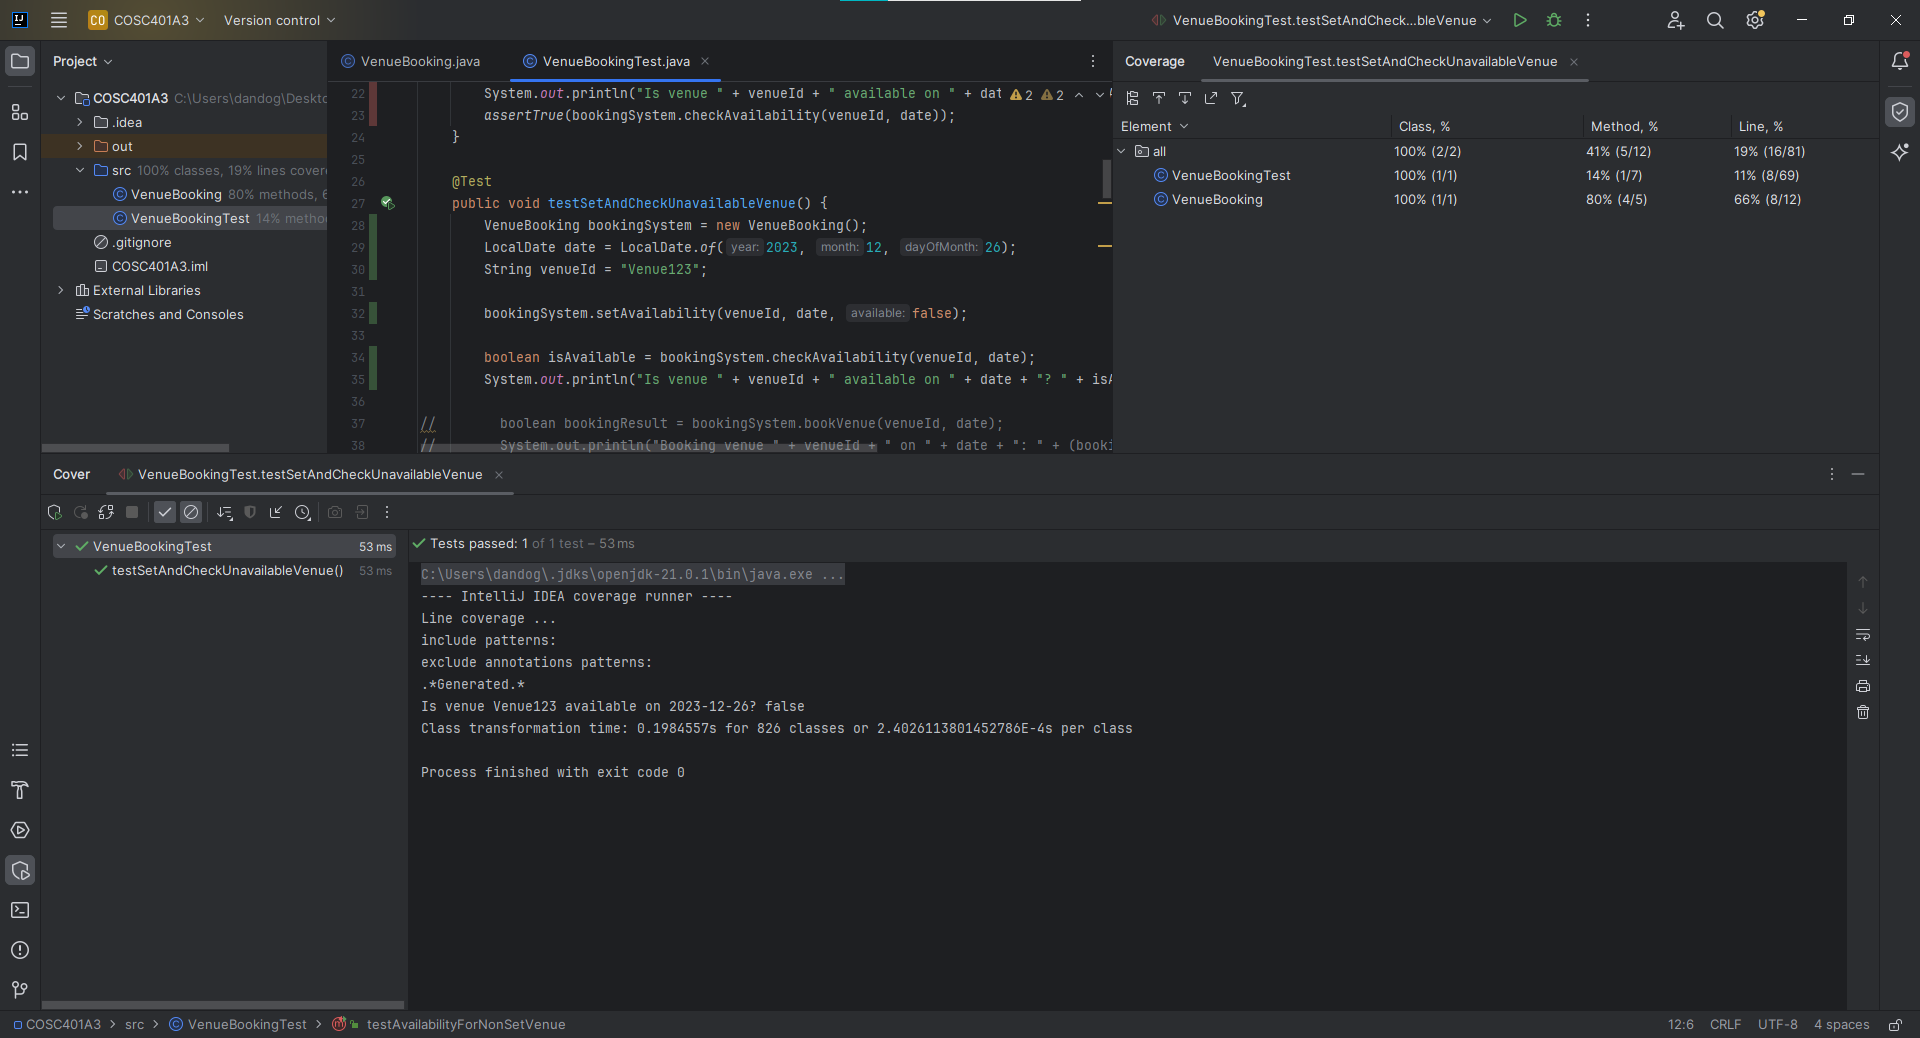 CO COSC401A3 Version control VenueBookingTest.testSetAndCheck...bleVenue
Project
COSC401A3 C:\Users\dandog\Deskto
.idea
out
src 100% classes, 19% lines cover
VenueBooking 80% methods, 6
VenueBookingTest 14% metho
.gitignore
COSC401A3.iml
External Libraries
Scratches and Consoles
VenueBooking.java VenueBookingTest.java
22 System.out.println("Is venue " + venueId + " available on " + dat 2 2
23 assertTrue(bookingSystem.checkAvailability(venueId, date));
24 }
25
26 @Test
27 public void testSetAndCheckUnavailableVenue() {
28 VenueBooking bookingSystem = new VenueBooking();
29 LocalDate date = LocalDate.of( year: 2023, month: 12, dayOfMonth: 26);
30 String venueId = "Venue123";
31
32 bookingSystem.setAvailability(venueId, date, available: false);
33
34 boolean isAvailable = bookingSystem.checkAvailability(venueId, date);
35 System.out.println("Is venue " + venueId + " available on " + date + "? " + isA
36
37 // boolean bookingResult = bookingSystem.bookVenue(venueId, date);
38 // System.out.println("Booking venue " + venueId + " on " + date + ": " + (booki
Coverage VenueBookingTest.testSetAndCheckUnavailableVenue
Element Class, % Method, % Line, %
all 100% (2/2) 41% (5/12) 19% (16/81)
VenueBookingTest 100% (1/1) 14% (1/7) 11% (8/69)
VenueBooking 100% (1/1) 80% (4/5) 66% (8/12)
Cover VenueBookingTest.testSetAndCheckUnavailableVenue
VenueBookingTest 53 ms
testSetAndCheckUnavailableVenue() 53 ms
Tests passed: 1 of 1 test – 53 ms
C:\Users\dandog\.jdks\openjdk-21.0.1\bin\java.exe ...
---- IntelliJ IDEA coverage runner ----
Line coverage ...
include patterns:
exclude annotations patterns:
.*Generated.*
Is venue Venue123 available on 2023-12-26? false
Class transformation time: 0.1984557s for 826 classes or 2.4026113801452786E-4s per class
Process finished with exit code 0
COSC401A3 > src > VenueBookingTest > testAvailabilityForNonSetVenue 12:6 CRLF UTF-8 4 spaces